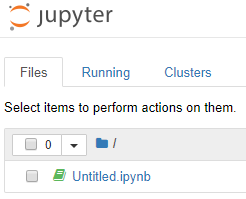 jupyter
Files Running Clusters
Select items to perform actions on them.
0 /
Untitled.ipynb